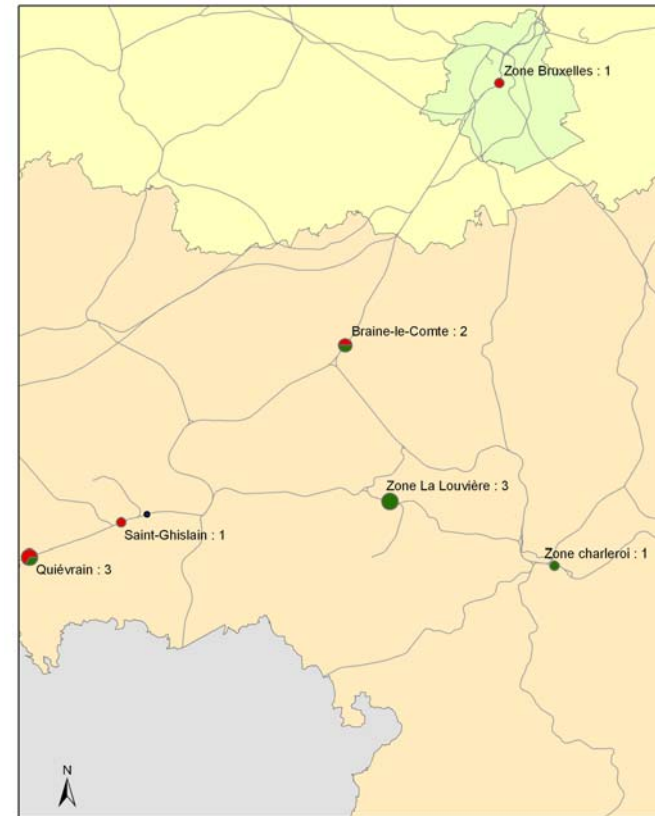 Zone Bruxelles : 1
Braine-le-Comte : 2
Zone La Louvière : 3
Saint-Ghislain : 1
Zone charleroi : 1
Quiévrain : 3
N